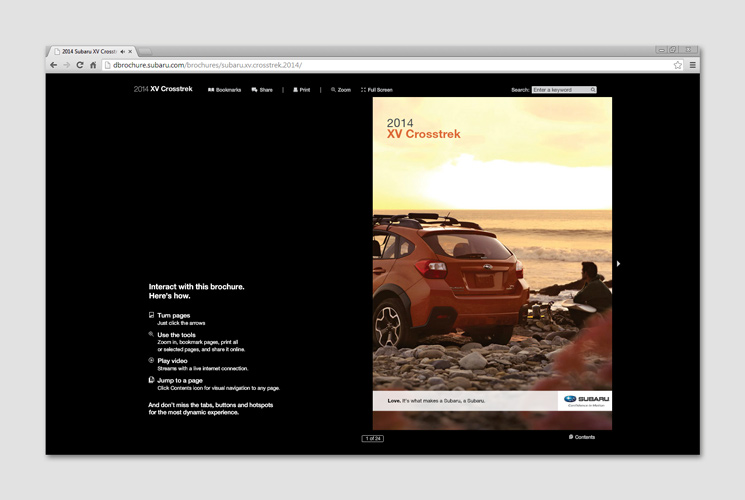 2014 Subaru XV Crosstr
dbrochure.subaru.com/brochures/subaru.xv.crosstrek.2014/
2014 XV Crosstrek Bookmarks Share | Print | Zoom Full Screen Search: Enter a keyword
2014
XV Crosstrek
Interact with this brochure.
Here's how.
Turn pages
Just click the arrows
Use the tools
Zoom in, bookmark pages, print all
or selected pages, and share it online.
Play video
Streams with a live internet connection.
Jump to a page
Click Contents icon for visual navigation to any page.
And don't miss the tabs, buttons and hotspots
for the most dynamic experience.
Love. It's what makes a Subaru, a Subaru.
SUBARU
Confidence in Motion
1 of 24
Contents